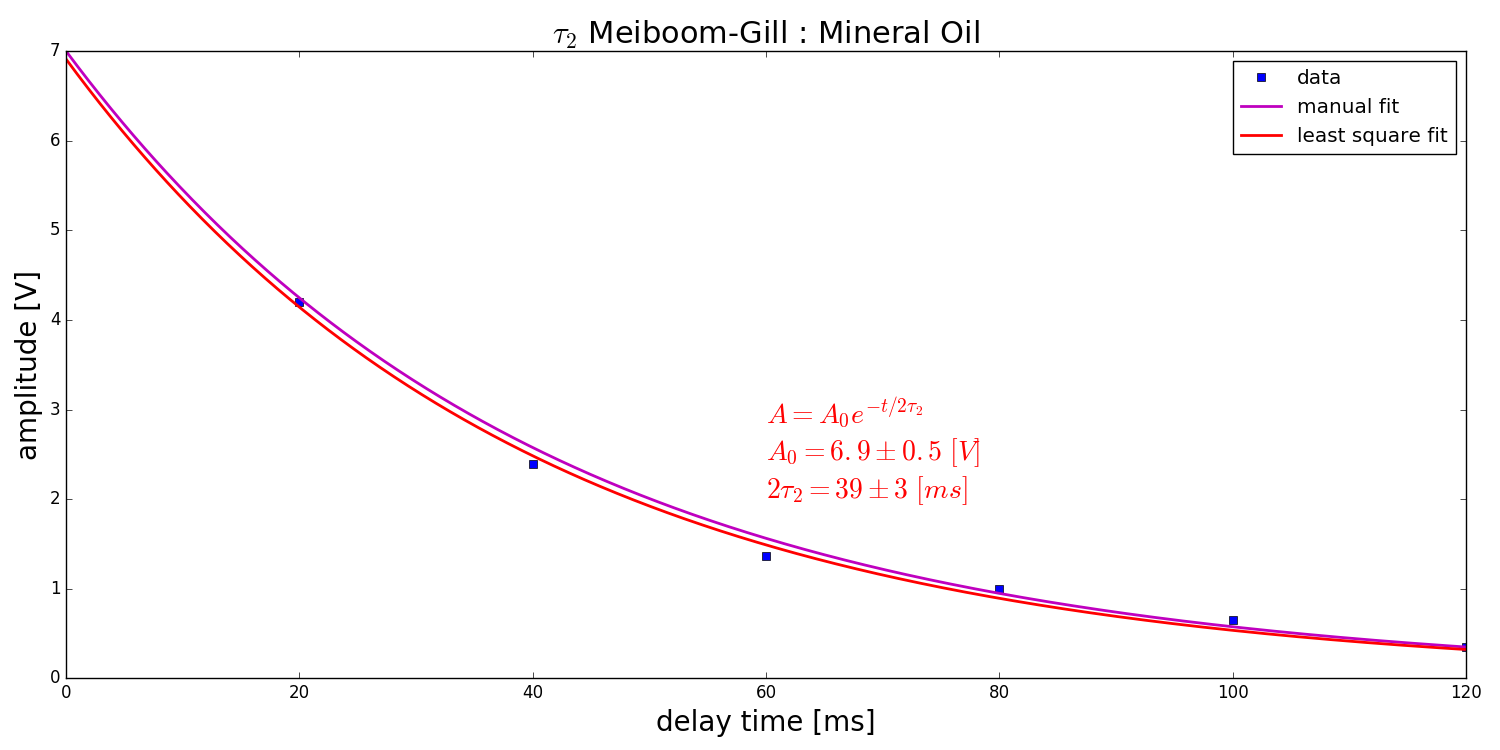 τ₂ Meiboom-Gill : Mineral Oil
7
6
5
4
3
2
1
0
amplitude [V]
data
manual fit
least square fit
A = A₀e^{-t/2τ₂}
A₀ = 6.9 ± 0.5 [V]
2τ₂ = 39 ± 3 [ms]
0 20 40 60 80 100 120
delay time [ms]